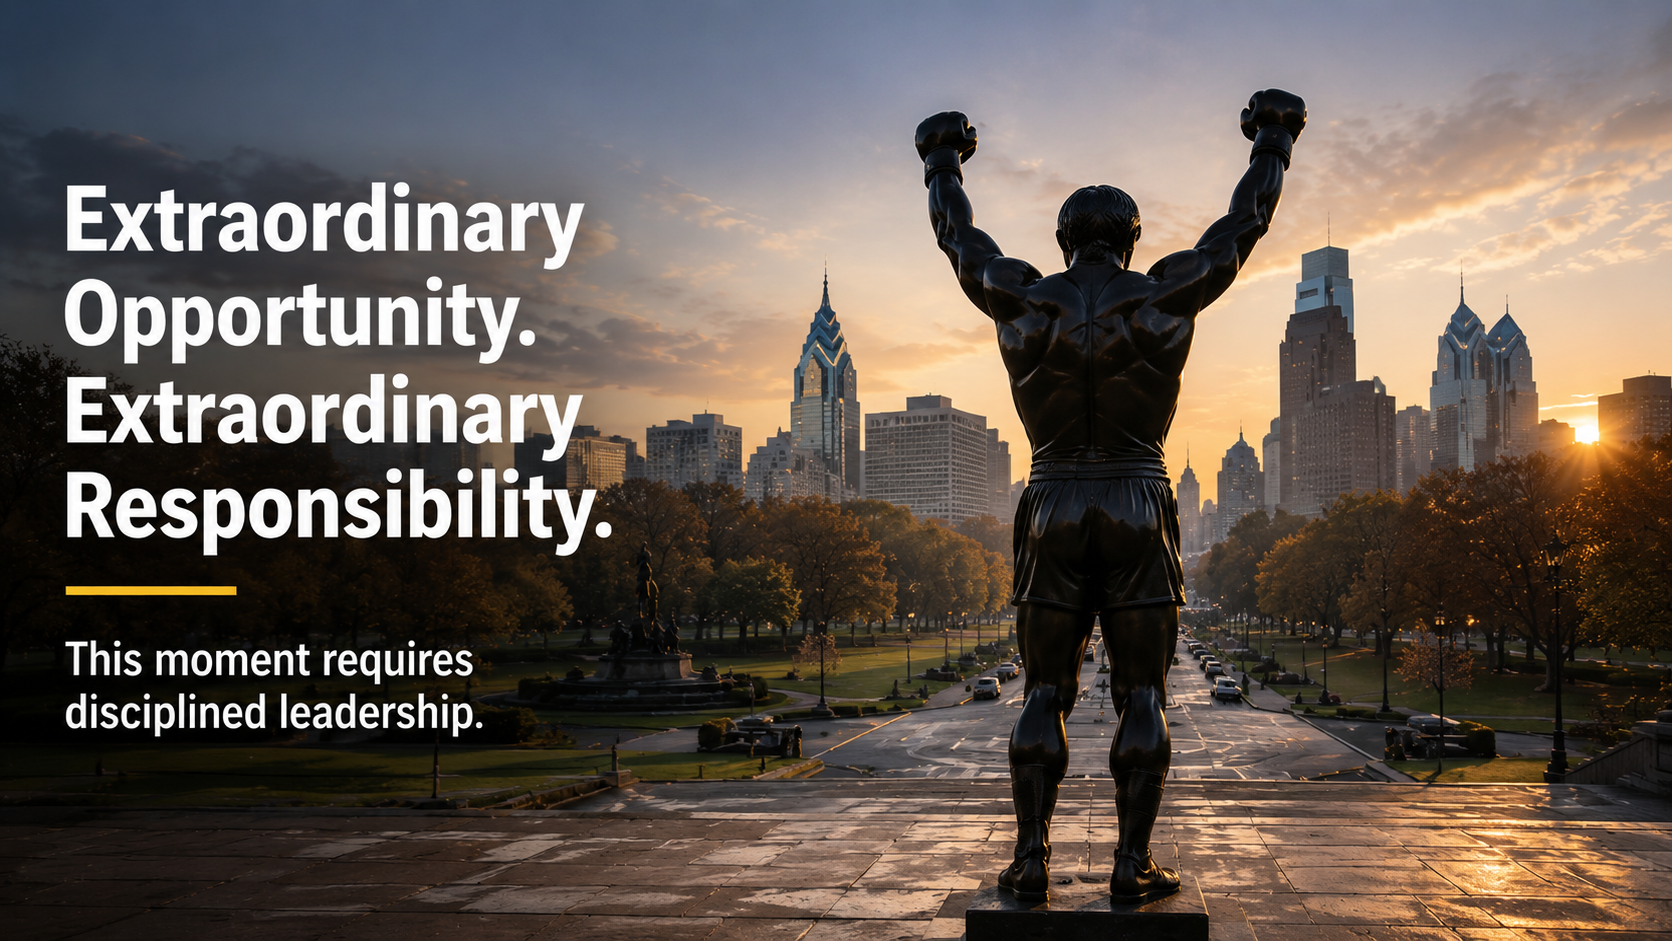 Extraordinary
Opportunity.
Extraordinary
Responsibility.
This moment requires
disciplined leadership.